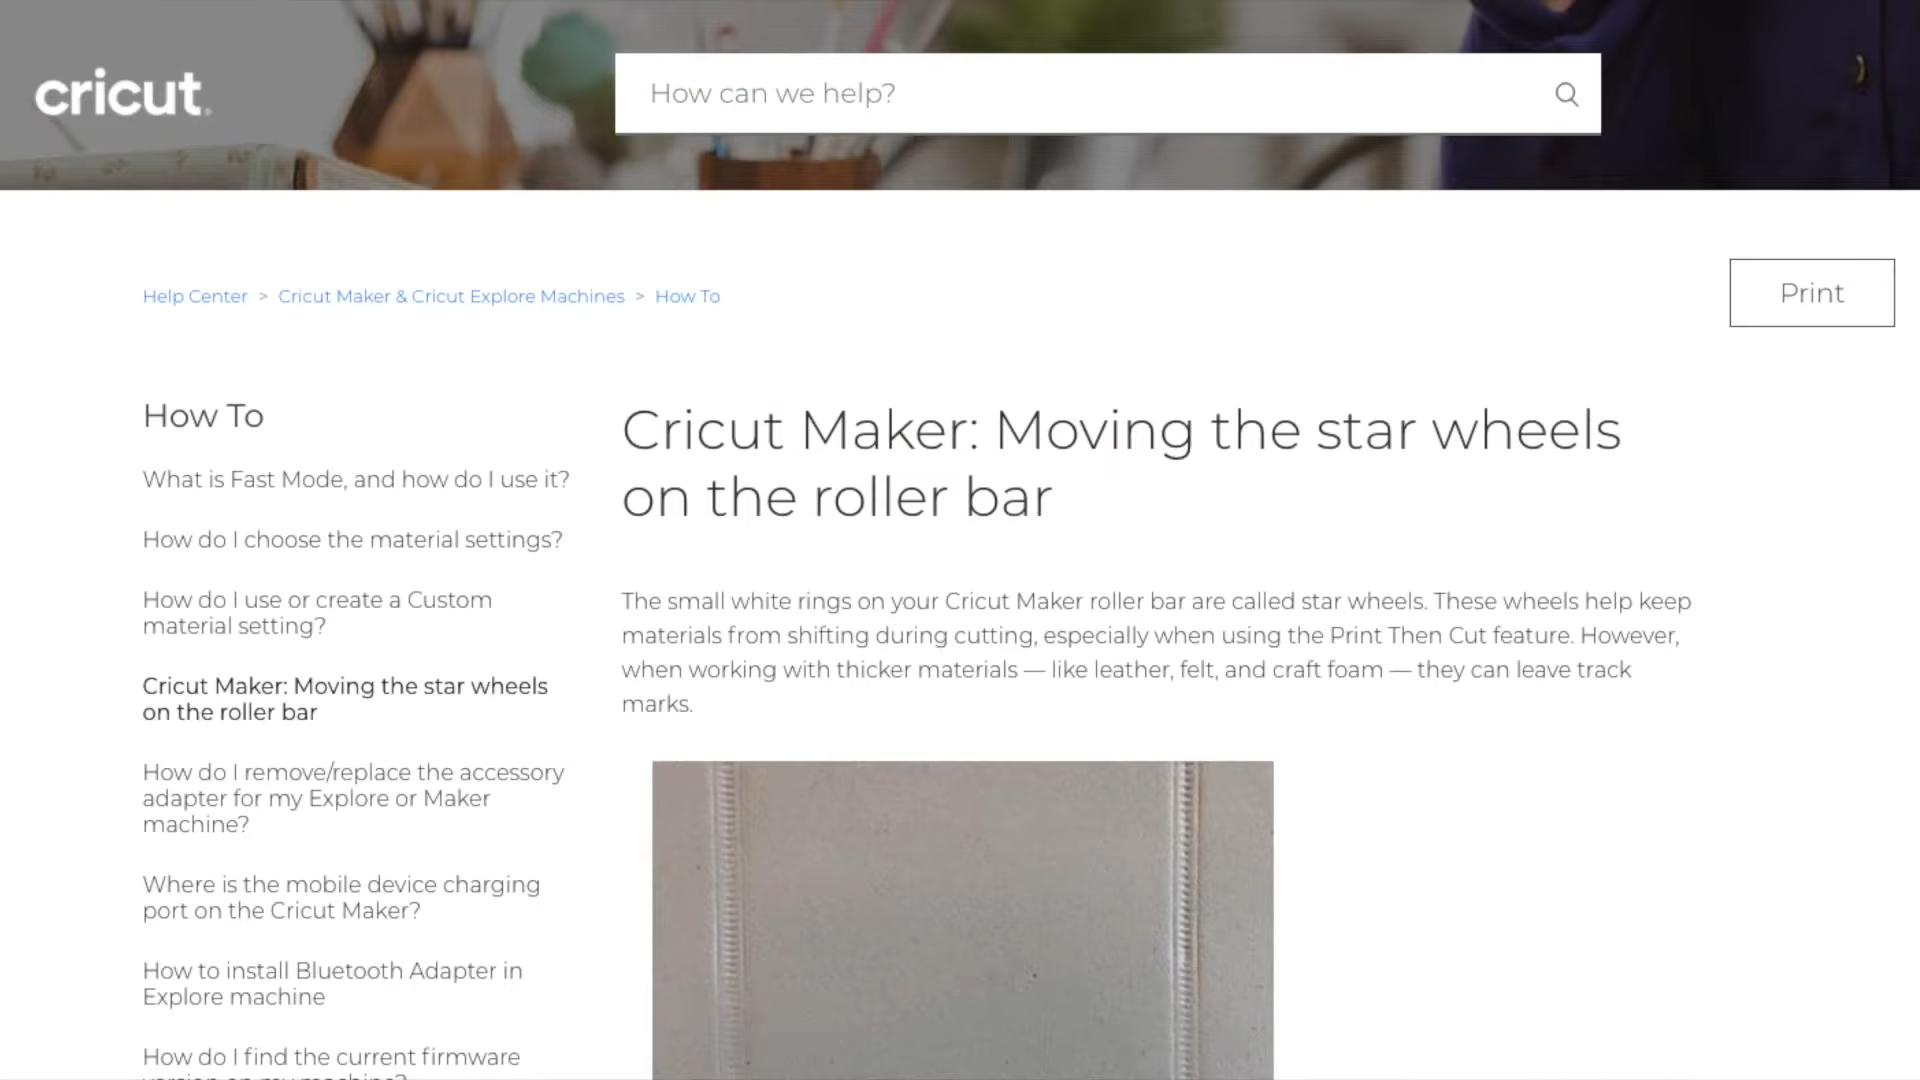 cricut
How can we help?
Help Center > Cricut Maker & Cricut Explore Machines > How To
Print
How To
What is Fast Mode, and how do I use it?
How do I choose the material settings?
How do I use or create a Custom
material setting?
Cricut Maker: Moving the star wheels
on the roller bar
How do I remove/replace the accessory
adapter for my Explore or Maker
machine?
Where is the mobile device charging
port on the Cricut Maker?
How to install Bluetooth Adapter in
Explore machine
How do I find the current firmware
version on my machine?
Cricut Maker: Moving the star wheels
on the roller bar
The small white rings on your Cricut Maker roller bar are called star wheels. These wheels help keep
materials from shifting during cutting, especially when using the Print Then Cut feature. However,
when working with thicker materials — like leather, felt, and craft foam — they can leave track
marks.